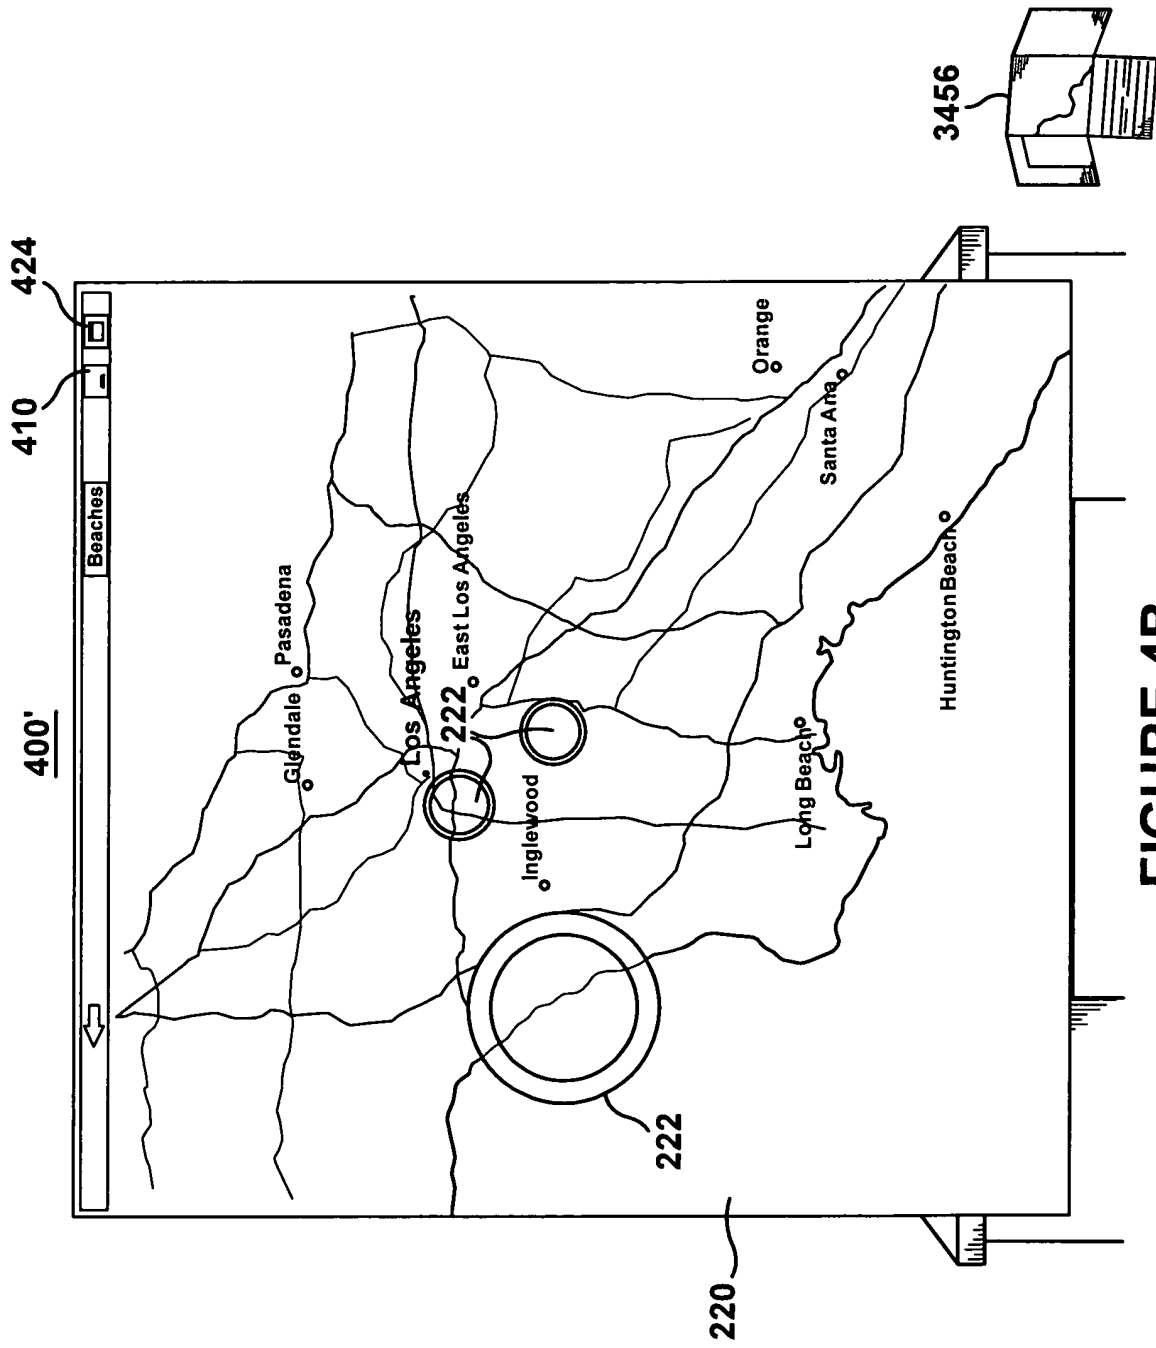 400'
410
424
Beaches
Pasadena
Glendale
Los Angeles
East Los Angeles
222
Inglewood
Orange
Santa Ana
Long Beach
Huntington Beach
222
220
3456
FIGURE 4B